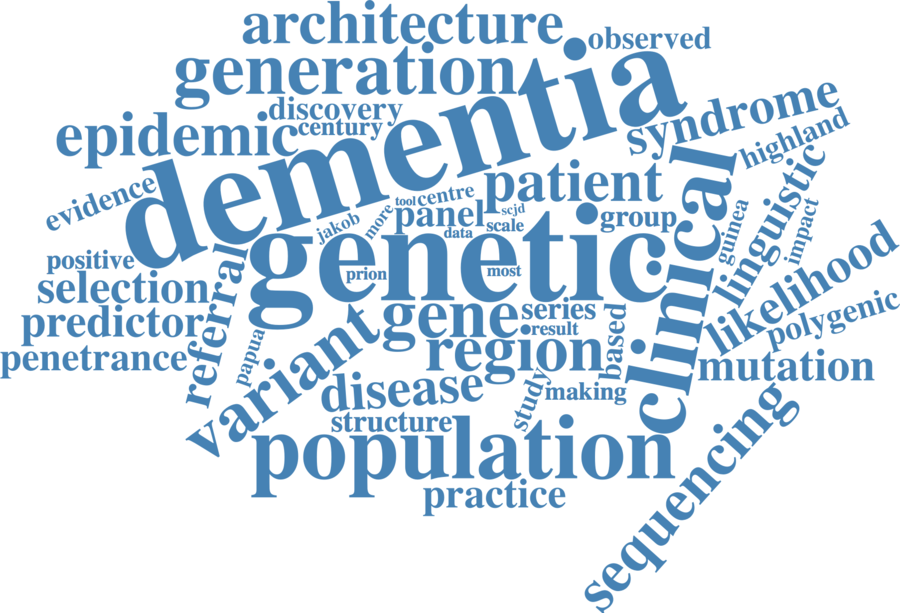 architecture
observed
generation
dementia
discovery
century
epidemic
syndrome
highland
evidence
patient
clinical
linguistic
tool
centre
panel
more
jakob
scjd
scale
data
group
guinea
impact
genetic
prion
most
positive
selection
referral
predictor
penetrance
papua
variant
gene
series
result
region
based
likelihood
polygenic
mutation
disease
study
making
structure
population
practice
sequencing